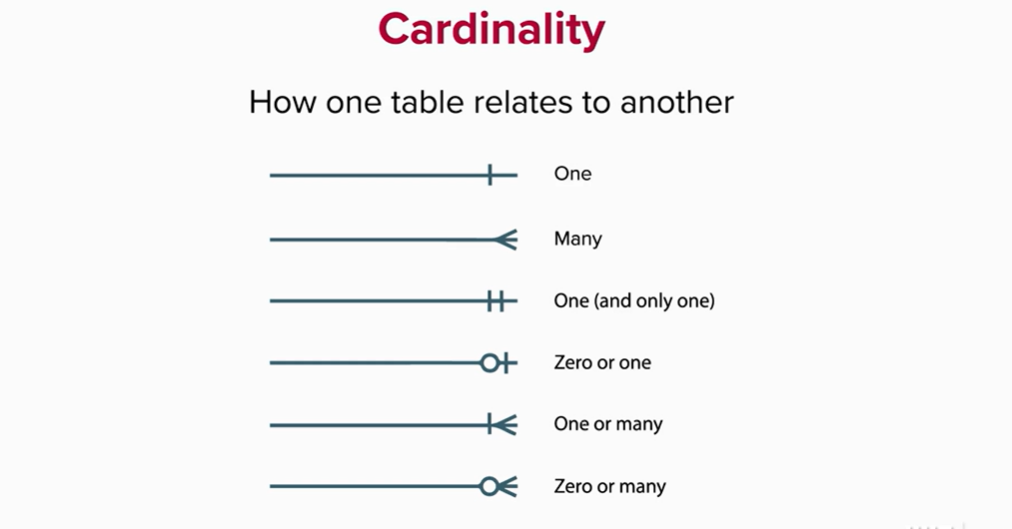 Cardinality
How one table relates to another
One
Many
One (and only one)
Zero or one
One or many
Zero or many